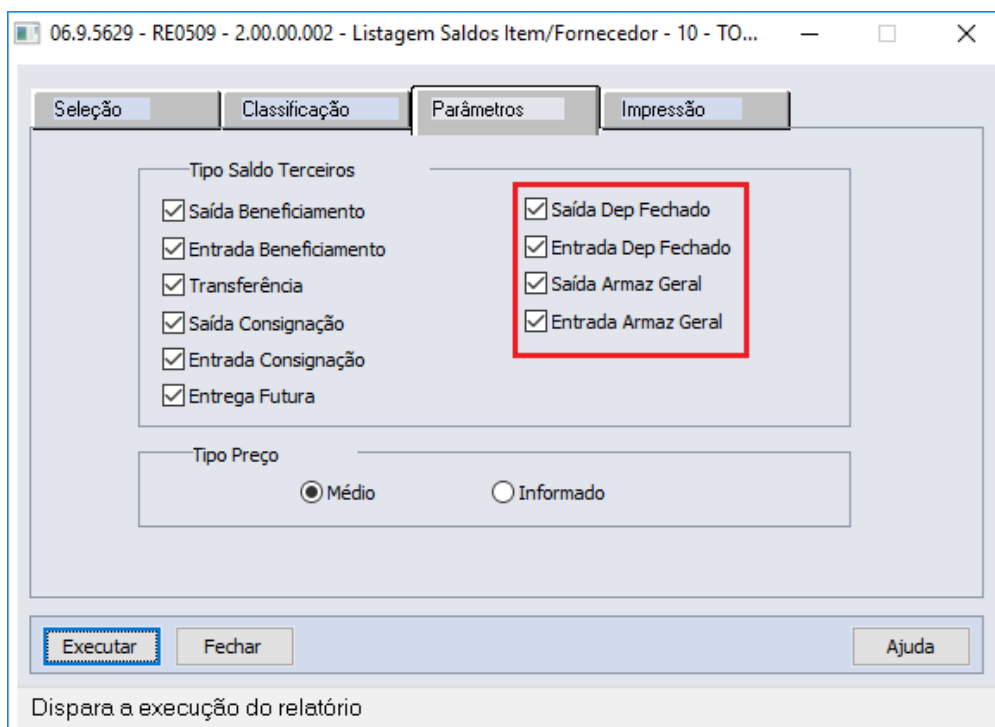 06.9.5629 - RE0509 - 2.00.00.002 - Listagem Saldos Item/Fornecedor - 10 - TO...
Seleção
Classificação
Parâmetros
Impressão
Tipo Saldo Terceiros
Saída Beneficiamento
Entrada Beneficiamento
Transferência
Saída Consignação
Entrada Consignação
Entrega Futura
Saída Dep Fechado
Entrada Dep Fechado
Saída Armaz Geral
Entrada Armaz Geral
Tipo Preço
Médio
Informado
Executar
Fechar
Ajuda
Dispara a execução do relatório